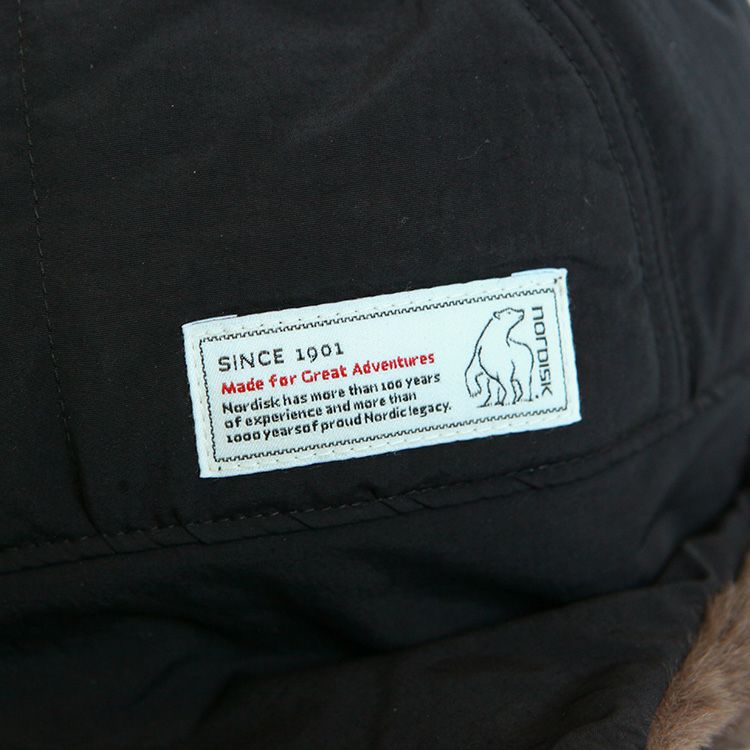 SINCE 1901
Made for Great Adventures
Nordisk has more than 100 years
of experience and more than
1000 years of proud Nordic legacy.
nordisk